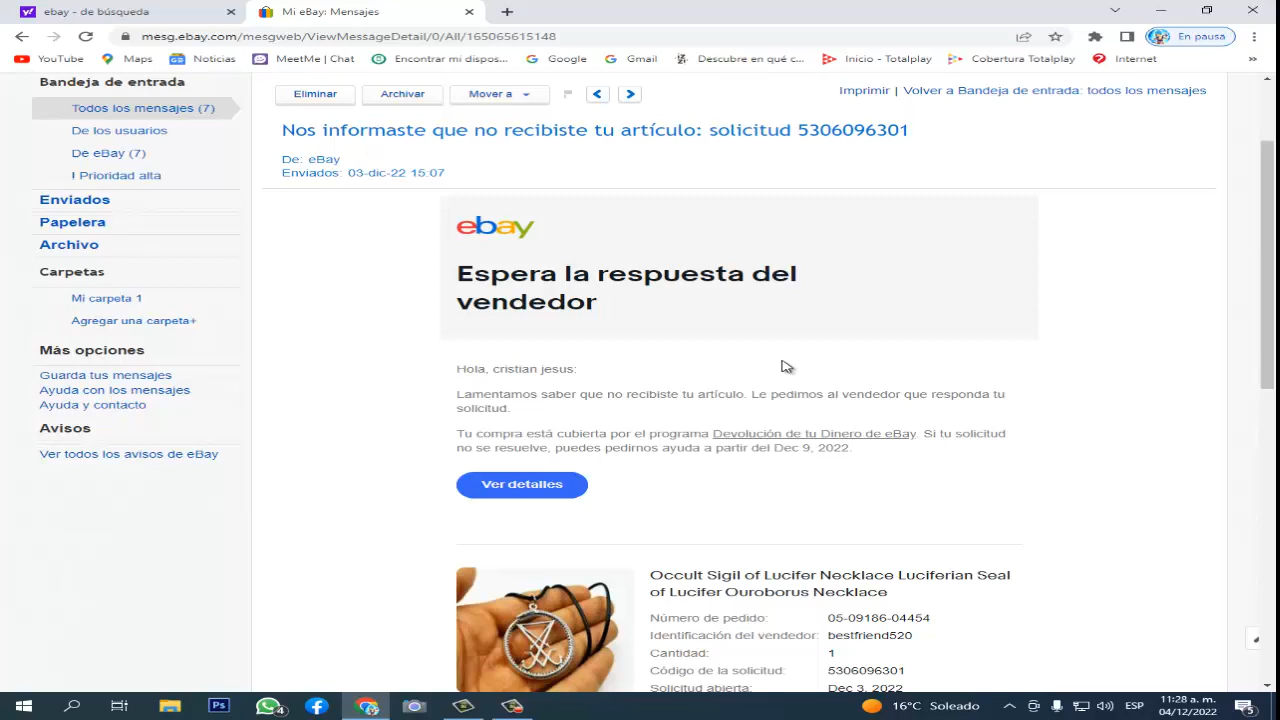 ebay - de búsqueda
Mi eBay: Mensajes
mesg.ebay.com/mesgweb/ViewMessageDetail/0/All/165065615148
En pausa
YouTube
Maps
Noticias
MeetMe | Chat
Encontrar mi dispos...
Google
Gmail
Descubre en qué c...
Inicio - Totalplay
Cobertura Totalplay
Internet
»
Bandeja de entrada
Todos los mensajes (7)
De los usuarios
De eBay (7)
! Prioridad alta
Enviados
Papelera
Archivo
Carpetas
Mi carpeta 1
Agregar una carpeta+
Más opciones
Guarda tus mensajes
Ayuda con los mensajes
Ayuda y contacto
Avisos
Ver todos los avisos de eBay
Eliminar
Archivar
Mover a
Imprimir | Volver a Bandeja de entrada: todos los mensajes
Nos informaste que no recibiste tu artículo: solicitud 5306096301
De: eBay
Enviados: 03-dic-22 15:07
ebay
Espera la respuesta del
vendedor
Hola, cristian jesus:
Lamentamos saber que no recibiste tu artículo. Le pedimos al vendedor que responda tu
solicitud.
Tu compra está cubierta por el programa Devolución de tu Dinero de eBay. Si tu solicitud
no se resuelve, puedes pedirnos ayuda a partir del Dec 9, 2022.
Ver detalles
Occult Sigil of Lucifer Necklace Luciferian Seal
of Lucifer Ouroborus Necklace
Número de pedido: 05-09186-04454
Identificación del vendedor: bestfriend520
Cantidad: 1
Código de la solicitud: 5306096301
Solicitud abierta: Dec 3, 2022
Ps
4
16°C Soleado
ESP
11:28 a. m.
04/12/2022
5